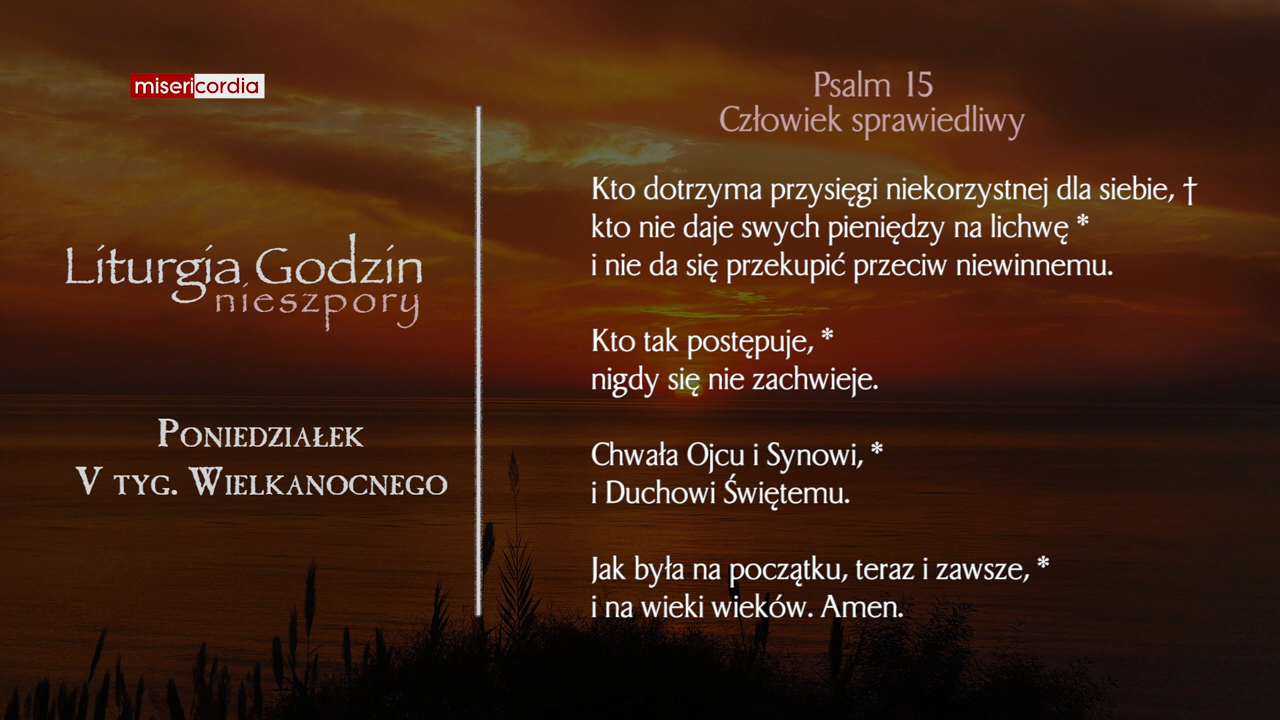 misericordia
Liturgia Godzin
nieszpory
Poniedziałek
V tyg. Wielkanocnego
Psalm 15
Człowiek sprawiedliwy
Kto dotrzyma przysięgi niekorzystnej dla siebie, †
kto nie daje swych pieniędzy na lichwę *
i nie da się przekupić przeciw niewinnemu.
Kto tak postępuje, *
nigdy się nie zachwieje.
Chwała Ojcu i Synowi, *
i Duchowi Świętemu.
Jak była na początku, teraz i zawsze, *
i na wieki wieków. Amen.